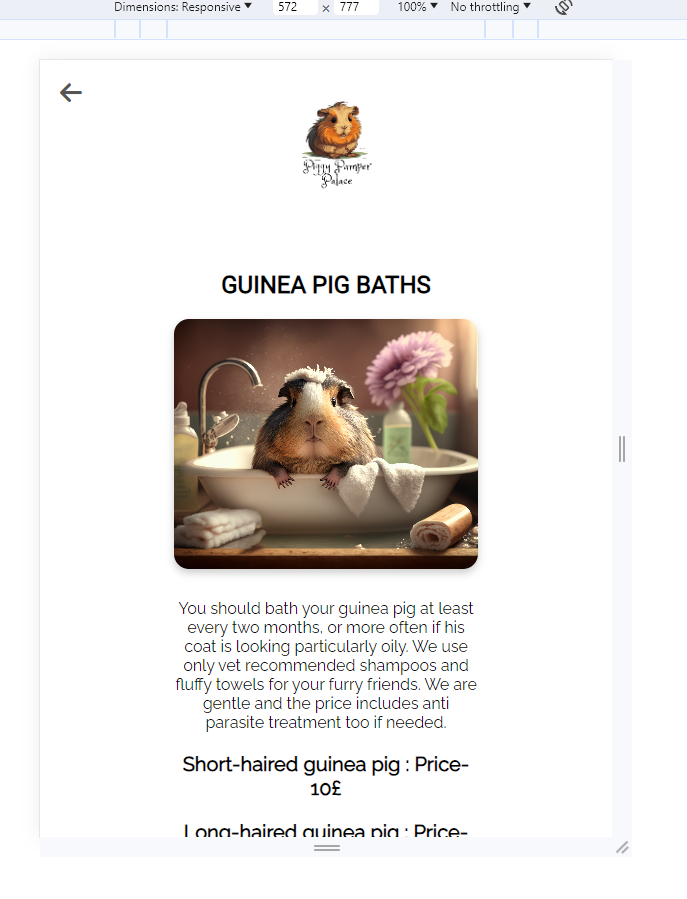 Dimensions: Responsive ▼ 572 x 777 100% ▼ No throttling ▼
Piggy Pamper
Palace
GUINEA PIG BATHS
You should bath your guinea pig at least
every two months, or more often if his
coat is looking particularly oily. We use
only vet recommended shampoos and
fluffy towels for your furry friends. We are
gentle and the price includes anti
parasite treatment too if needed.
Short-haired guinea pig : Price-
10£
Long-haired guinea pig : Price-